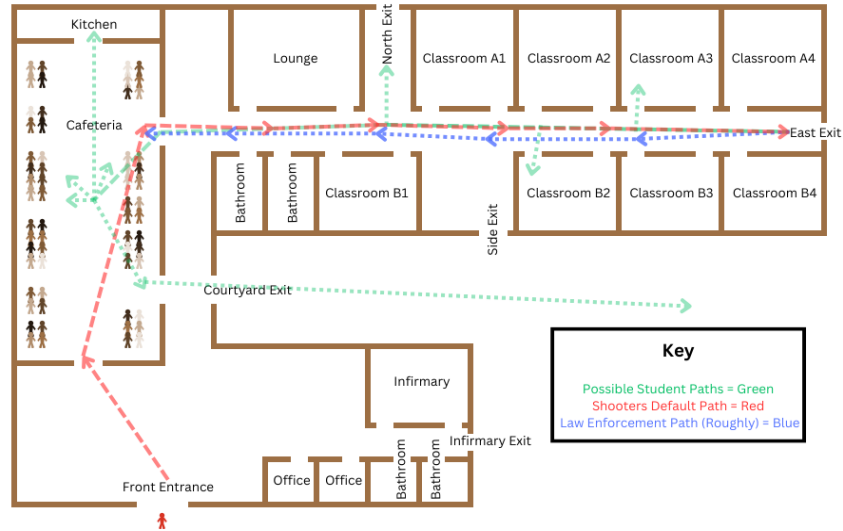 Kitchen
Lounge
North Exit
Classroom A1
Classroom A2
Classroom A3
Classroom A4
Cafeteria
East Exit
Bathroom
Bathroom
Classroom B1
Side Exit
Classroom B2
Classroom B3
Classroom B4
Courtyard Exit
Key
Possible Student Paths = Green
Shooters Default Path = Red
Law Enforcement Path (Roughly) = Blue
Infirmary
Infirmary Exit
Front Entrance
Office
Office
Bathroom
Bathroom